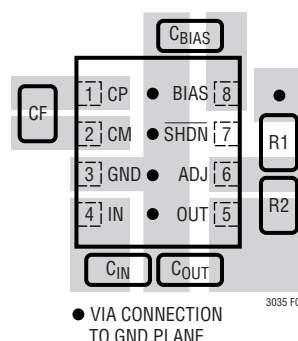 CBIAS
CF
1 CP BIAS 8
2 CM SHDN 7
3 GND ADJ 6
4 IN OUT 5
R1
R2
CIN COUT
3035 F0
● VIA CONNECTION
TO GND PLANE